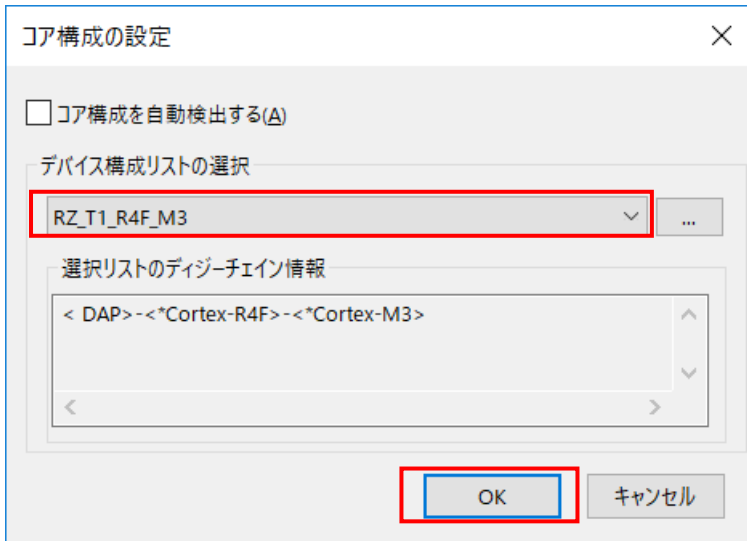 コア構成の設定
コア構成を自動検出する(A)
デバイス構成リストの選択
RZ_T1_R4F_M3
...
選択リストのディジーチェイン情報
< DAP>-<*Cortex-R4F>-<*Cortex-M3>
OK
キャンセル